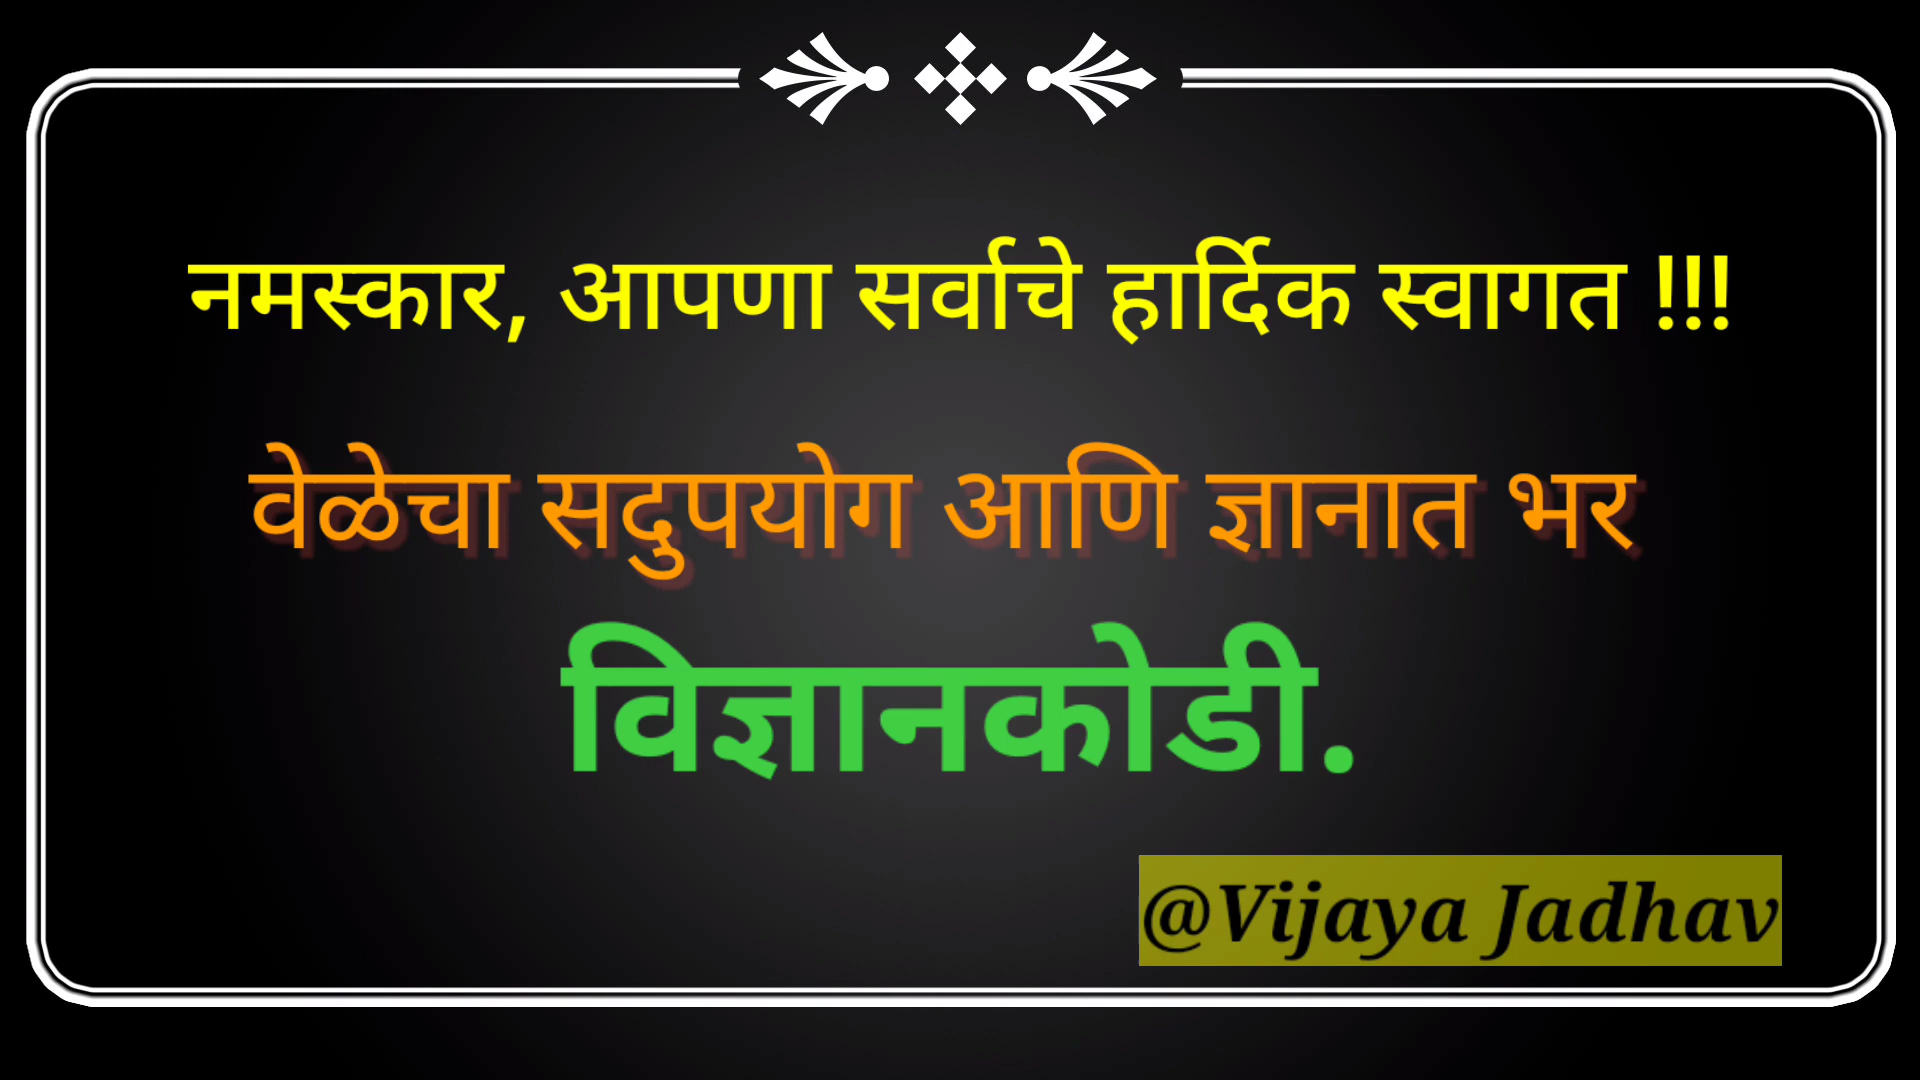 नमस्कार, आपणा सर्वाचे हार्दिक स्वागत !!!
वेळेचा सदुपयोग आणि ज्ञानात भर
विज्ञानकोडी.
@Vijaya Jadhav